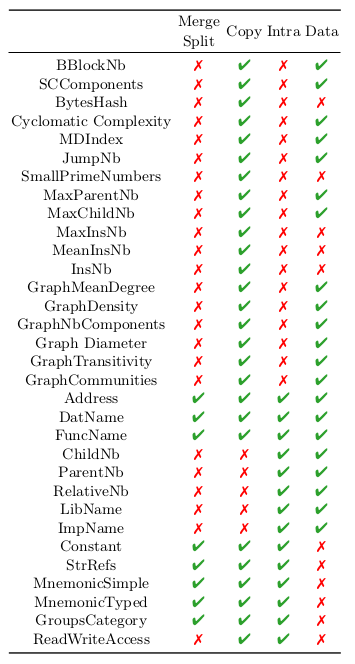 Merge Split Copy Intra Data
BBlockNb ✗ ✔ ✗ ✔
SCComponents ✗ ✔ ✗ ✔
BytesHash ✗ ✔ ✗ ✗
Cyclomatic Complexity ✗ ✔ ✗ ✔
MDIndex ✗ ✔ ✗ ✔
JumpNb ✗ ✔ ✗ ✔
SmallPrimeNumbers ✗ ✔ ✗ ✗
MaxParentNb ✗ ✔ ✗ ✔
MaxChildNb ✗ ✔ ✗ ✔
MaxInsNb ✗ ✔ ✗ ✗
MeanInsNb ✗ ✔ ✗ ✗
InsNb ✗ ✔ ✗ ✗
GraphMeanDegree ✗ ✔ ✗ ✔
GraphDensity ✗ ✔ ✗ ✔
GraphNbComponents ✗ ✔ ✗ ✔
Graph Diameter ✗ ✔ ✗ ✔
GraphTransitivity ✗ ✔ ✗ ✔
GraphCommunities ✗ ✔ ✗ ✔
Address ✔ ✔ ✔ ✔
DatName ✔ ✔ ✔ ✔
FuncName ✔ ✔ ✔ ✔
ChildNb ✗ ✗ ✔ ✔
ParentNb ✗ ✗ ✔ ✔
RelativeNb ✗ ✗ ✔ ✔
LibName ✗ ✗ ✔ ✔
ImpName ✗ ✗ ✔ ✔
Constant ✔ ✔ ✔ ✗
StrRefs ✔ ✔ ✔ ✗
MnemonicSimple ✔ ✔ ✔ ✗
MnemonicTyped ✔ ✔ ✔ ✗
GroupsCategory ✔ ✔ ✔ ✗
ReadWriteAccess ✗ ✔ ✔ ✗